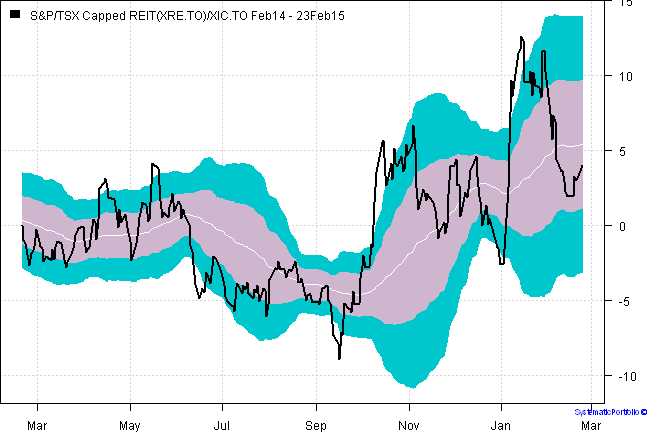 S&P/TSX Capped REIT(XRE.TO)/XIC.TO Feb14 - 23Feb15
15
10
5
0
-5
-10
Mar May Jul Sep Nov Jan Mar
SystematicPortfolio ©